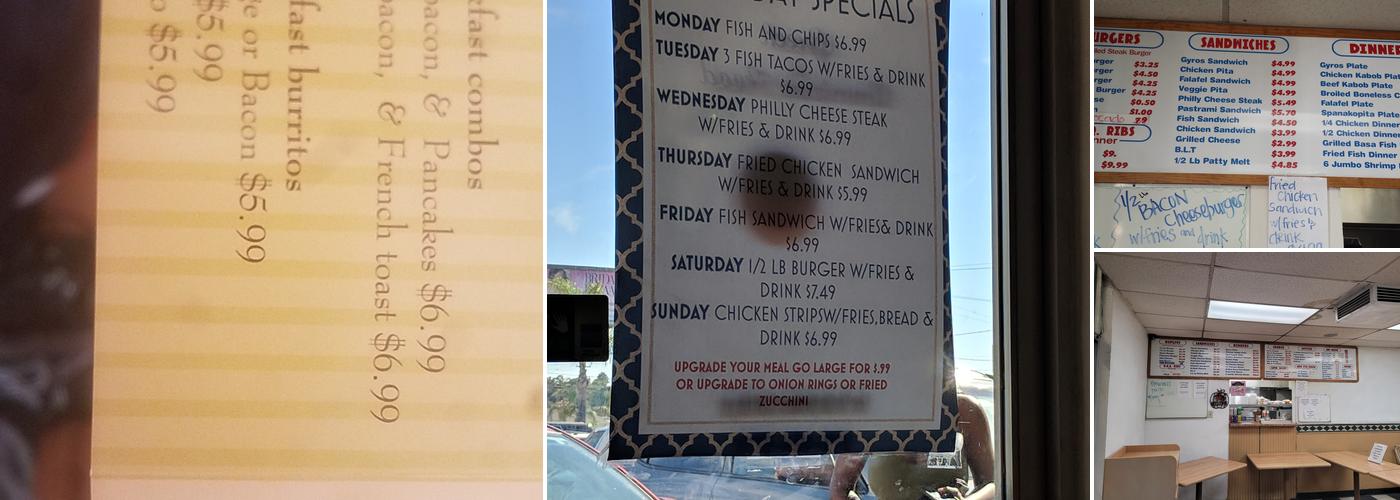 fast combos
bacon, & Pancakes $6.99
bacon, & French toast $6.99
fast burritos
or Bacon $5.99
$5.99
$5.99
SPECIALS
MONDAY FISH AND CHIPS $6.99
TUESDAY 3 FISH TACOS W/FRIES & DRINK
$6.99
WEDNESDAY PHILLY CHEESE STEAK
W/FRIES & DRINK $6.99
THURSDAY FRIED CHICKEN SANDWICH
W/FRIES & DRINK $5.99
FRIDAY FISH SANDWICH W/FRIES& DRINK
$6.99
SATURDAY 1/2 LB BURGER W/FRIES &
DRINK $7.49
SUNDAY CHICKEN STRIPSW/FRIES,BREAD &
DRINK $6.99
UPGRADE YOUR MEAL GO LARGE FOR $.99
OR UPGRADE TO ONION RINGS OR FRIED
ZUCCHINI
URGERS
Steak Burger
$3.25
$4.50
$4.25
Burger $4.25
$0.50
$1.00
RIBS
$9.
$9.99
SANDWICHES
Gyros Sandwich $4.99
Chicken Pita $4.99
Falafel Sandwich $4.99
Veggie Pita $4.99
Philly Cheese Steak $5.49
Pastrami Sandwich $5.70
Fish Sandwich $4.50
Chicken Sandwich $3.99
Grilled Cheese $2.99
B.L.T $3.99
1/2 Lb Patty Melt $4.85
DINNE
Gyros Plate
Chicken Kabob Plat
Beef Kabob Plate
Broiled Boneless C
Falafel Plate
Spanakopita Plate
1/4 Chicken Dinner
1/2 Chicken Dinner
Grilled Basa Fish
Fried Fish Dinner
6 Jumbo Shrimp
1/2 lb BACON
Cheeseburger
w/fries and drink
Fried
Chicken
Sandwich
w/fries &
drink